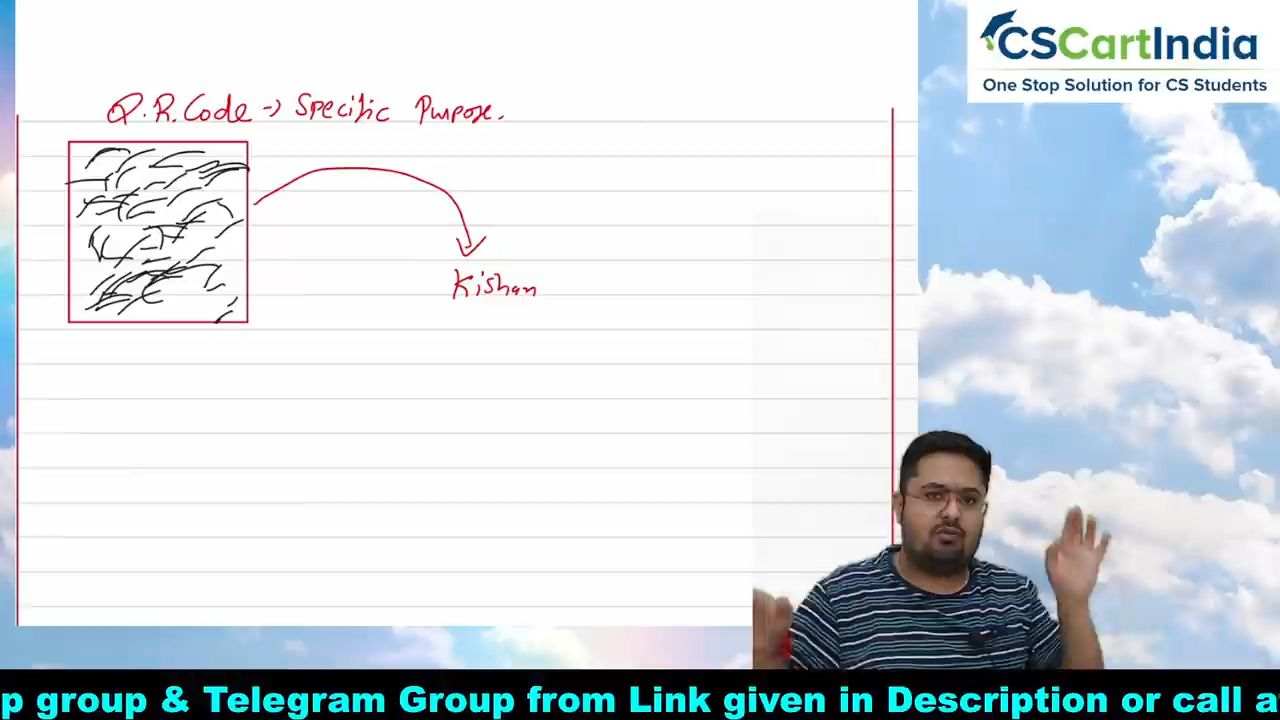 CSCartIndia
One Stop Solution for CS Students
Q.R. Code → Specific Purpose.
Kishan
p group & Telegram Group from Link given in Description or call a